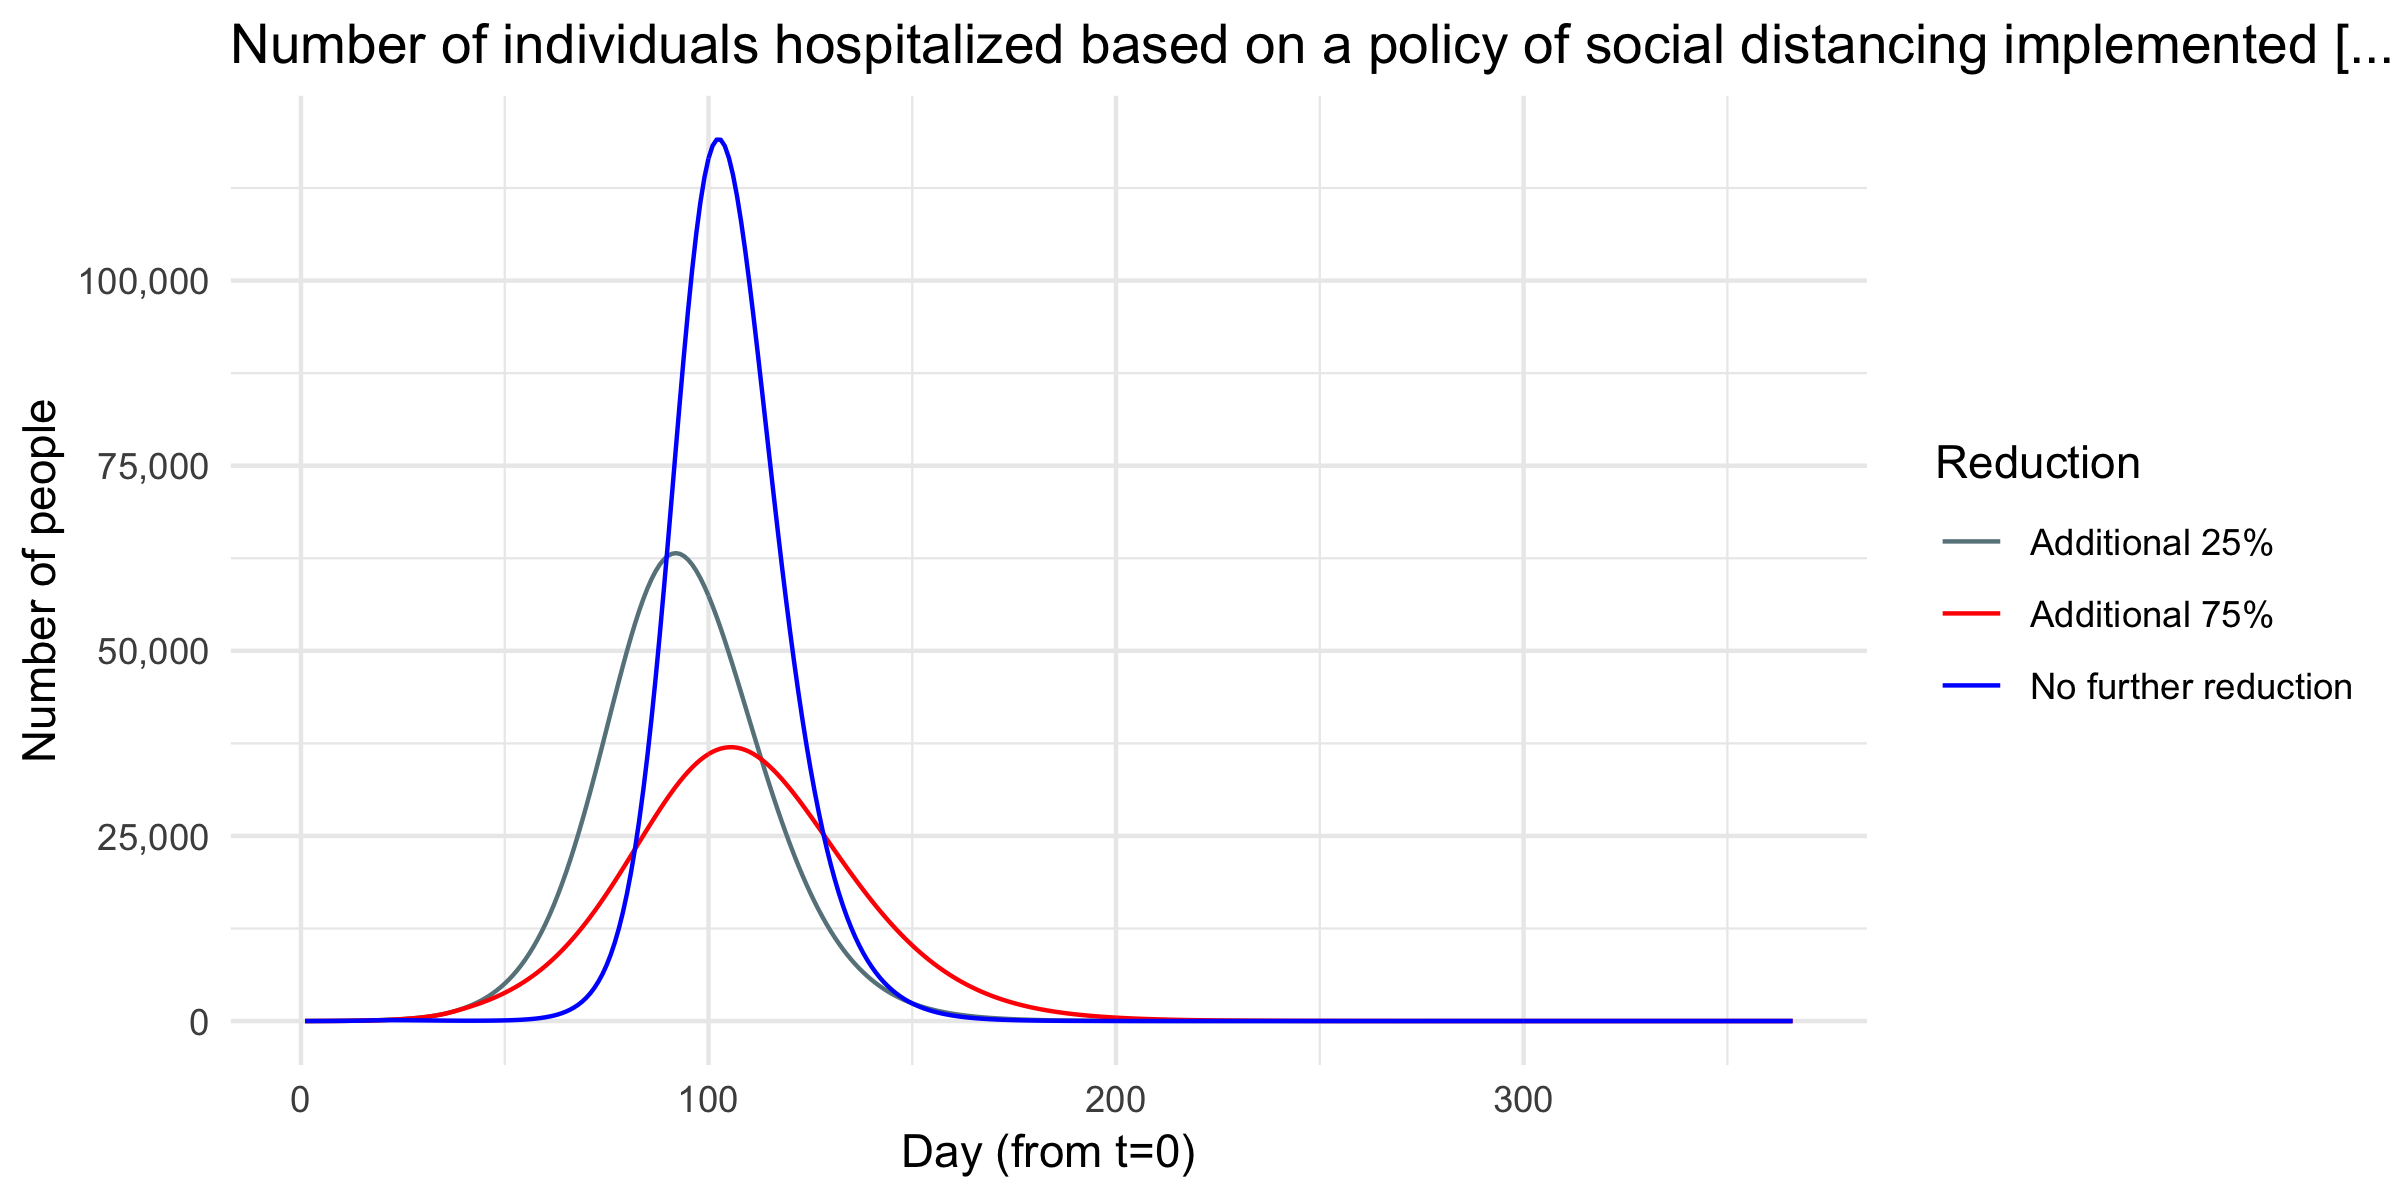 Number of individuals hospitalized based on a policy of social distancing implemented [...
Number of people
100,000
75,000
50,000
25,000
0
0 100 200 300
Day (from t=0)
Reduction
Additional 25%
Additional 75%
No further reduction